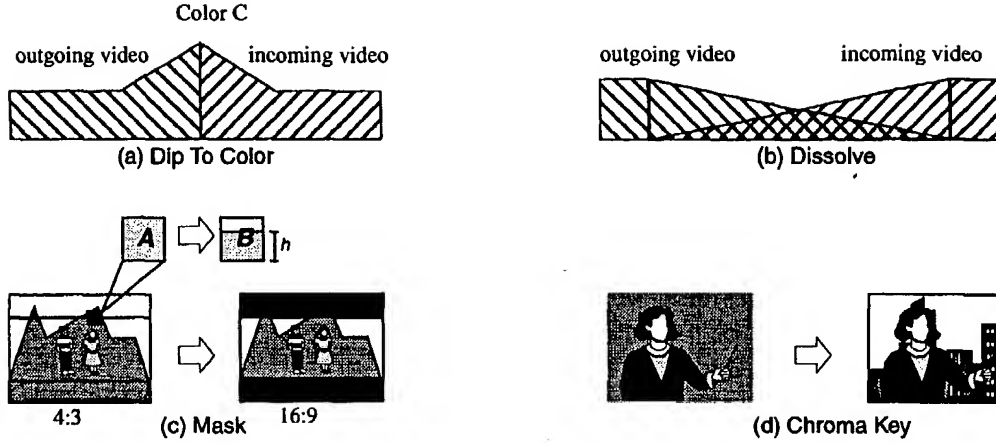 Color C
outgoing video incoming video
(a) Dip To Color
outgoing video incoming video
(b) Dissolve
A B h
4:3 16:9
(c) Mask
(d) Chroma Key